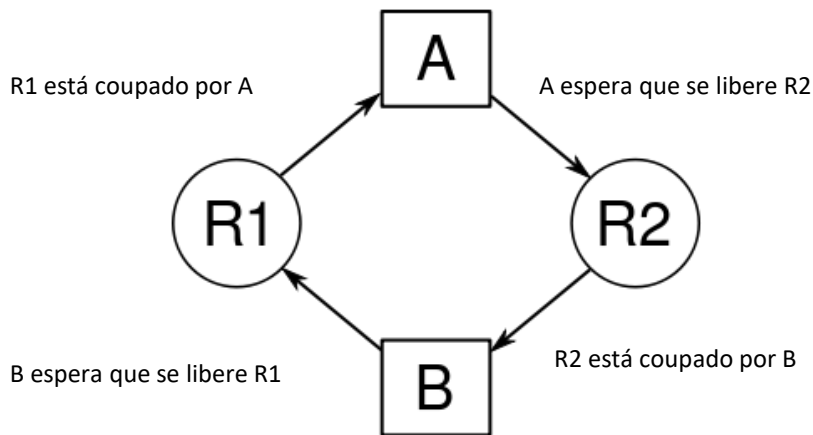 A
R1 está coupado por A
A espera que se libere R2
R1
R2
B espera que se libere R1
R2 está coupado por B
B